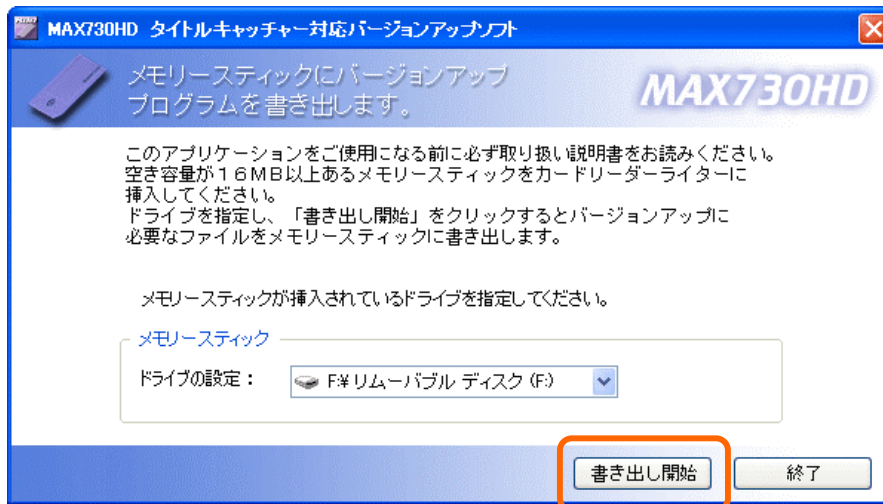 MAX730HD タイトルキャッチャー対応バージョンアップソフト
メモリースティックにバージョンアップ
プログラムを書き出します。
MAX730HD
このアプリケーションをご使用になる前に必ず取り扱い説明書をお読みください。
空き容量が16MB以上あるメモリースティックをカードリーダーライターに
挿入してください。
ドライブを指定し、「書き出し開始」をクリックするとバージョンアップに
必要なファイルをメモリースティックに書き出します。
メモリースティックが挿入されているドライブを指定してください。
メモリースティック
ドライブの設定：
F:¥ リムーバブル ディスク (F:)
書き出し開始
終了